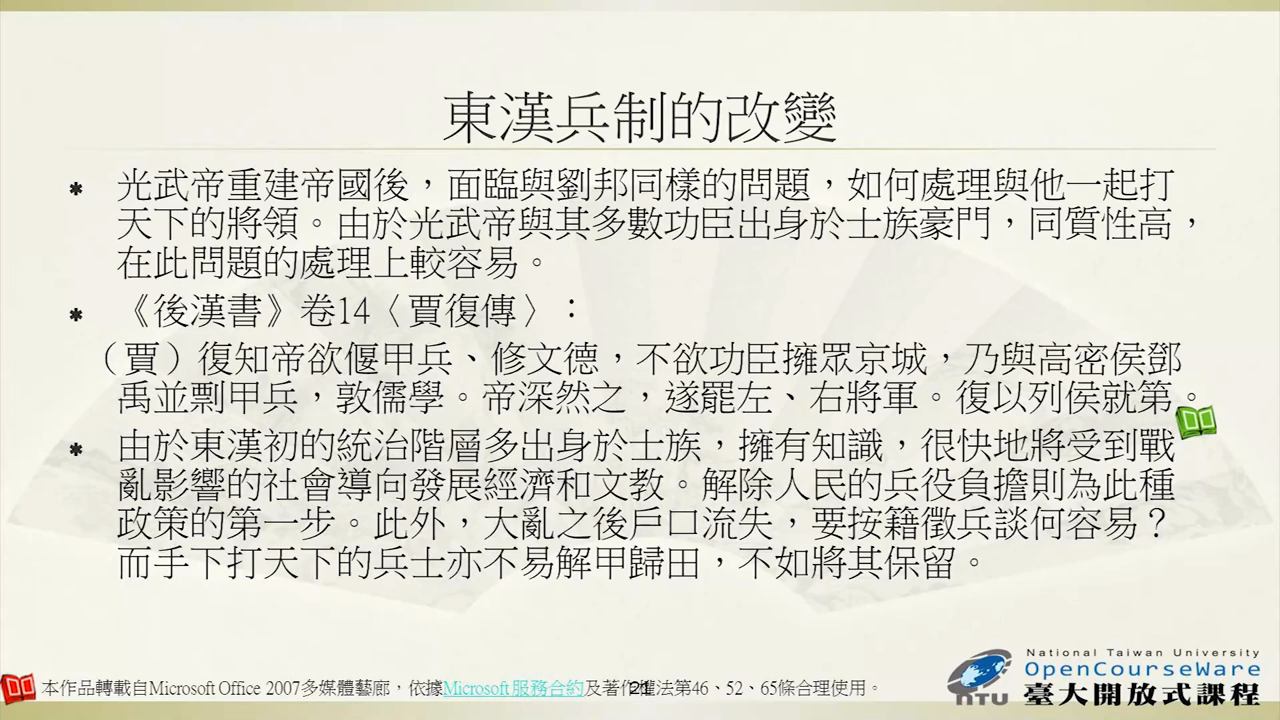 東漢兵制的改變
* 光武帝重建帝國後，面臨與劉邦同樣的問題，如何處理與他一起打
天下的將領。由於光武帝與其多數功臣出身於士族豪門，同質性高，
在此問題的處理上較容易。
* 《後漢書》卷14〈賈復傳〉：
（賈）復知帝欲偃甲兵、修文德，不欲功臣擁眾京城，乃與高密侯鄧
禹並剽甲兵，敦儒學。帝深然之，遂罷左、右將軍。復以列侯就第。
* 由於東漢初的統治階層多出身於士族，擁有知識，很快地將受到戰
亂影響的社會導向發展經濟和文教。解除人民的兵役負擔則為此種
政策的第一步。此外，大亂之後戶口流失，要按籍徵兵談何容易？
而手下打天下的兵士亦不易解甲歸田，不如將其保留。
本作品轉載自Microsoft Office 2007多媒體藝廊，依據Microsoft 服務合約及著作權法第46、52、65條合理使用。
21
NTU
National Taiwan University
OpenCourseWare
臺大開放式課程